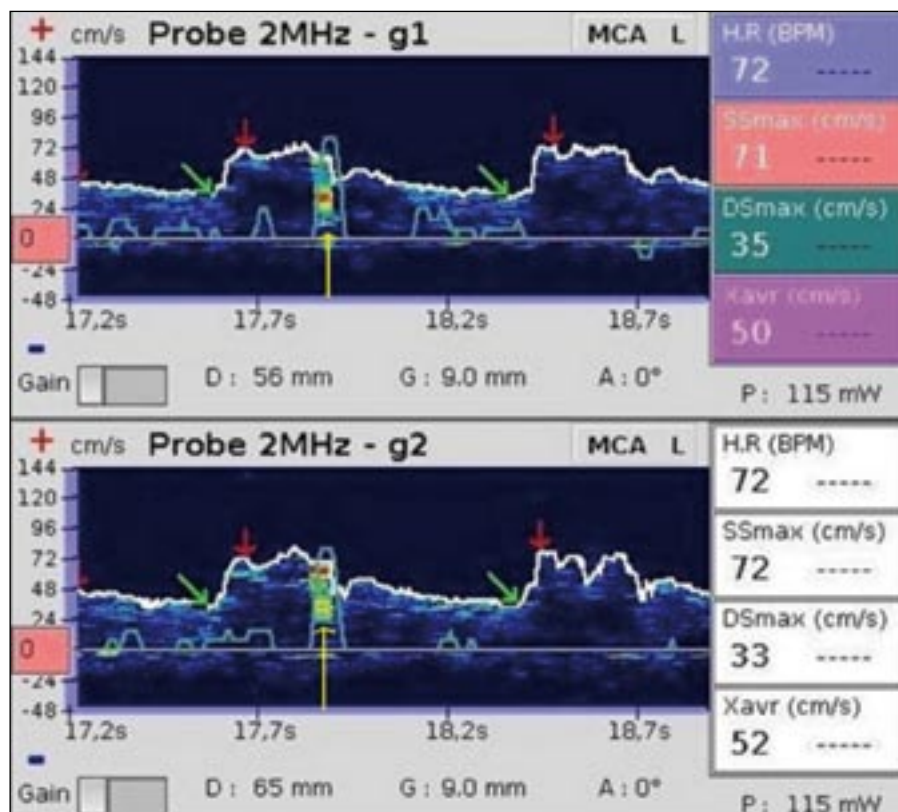 + cm/s Probe 2MHz - g1 MCA L
144
120
96
72
48
24
0
-24
-48
17,2s 17,7s 18,2s 18,7s
-
Gain D : 56 mm G : 9.0 mm A : 0°
H.R (BPM)
72 -----
SSmax (cm/s)
71 -----
DSmax (cm/s)
35 -----
Xavr (cm/s)
50 -----
P : 115 mW
+ cm/s Probe 2MHz - g2 MCA L
144
120
96
72
48
24
0
-24
-48
17,2s 17,7s 18,2s 18,7s
-
Gain D : 65 mm G : 9.0 mm A : 0°
H.R (BPM)
72 -----
SSmax (cm/s)
72 -----
DSmax (cm/s)
33 -----
Xavr (cm/s)
52 -----
P : 115 mW